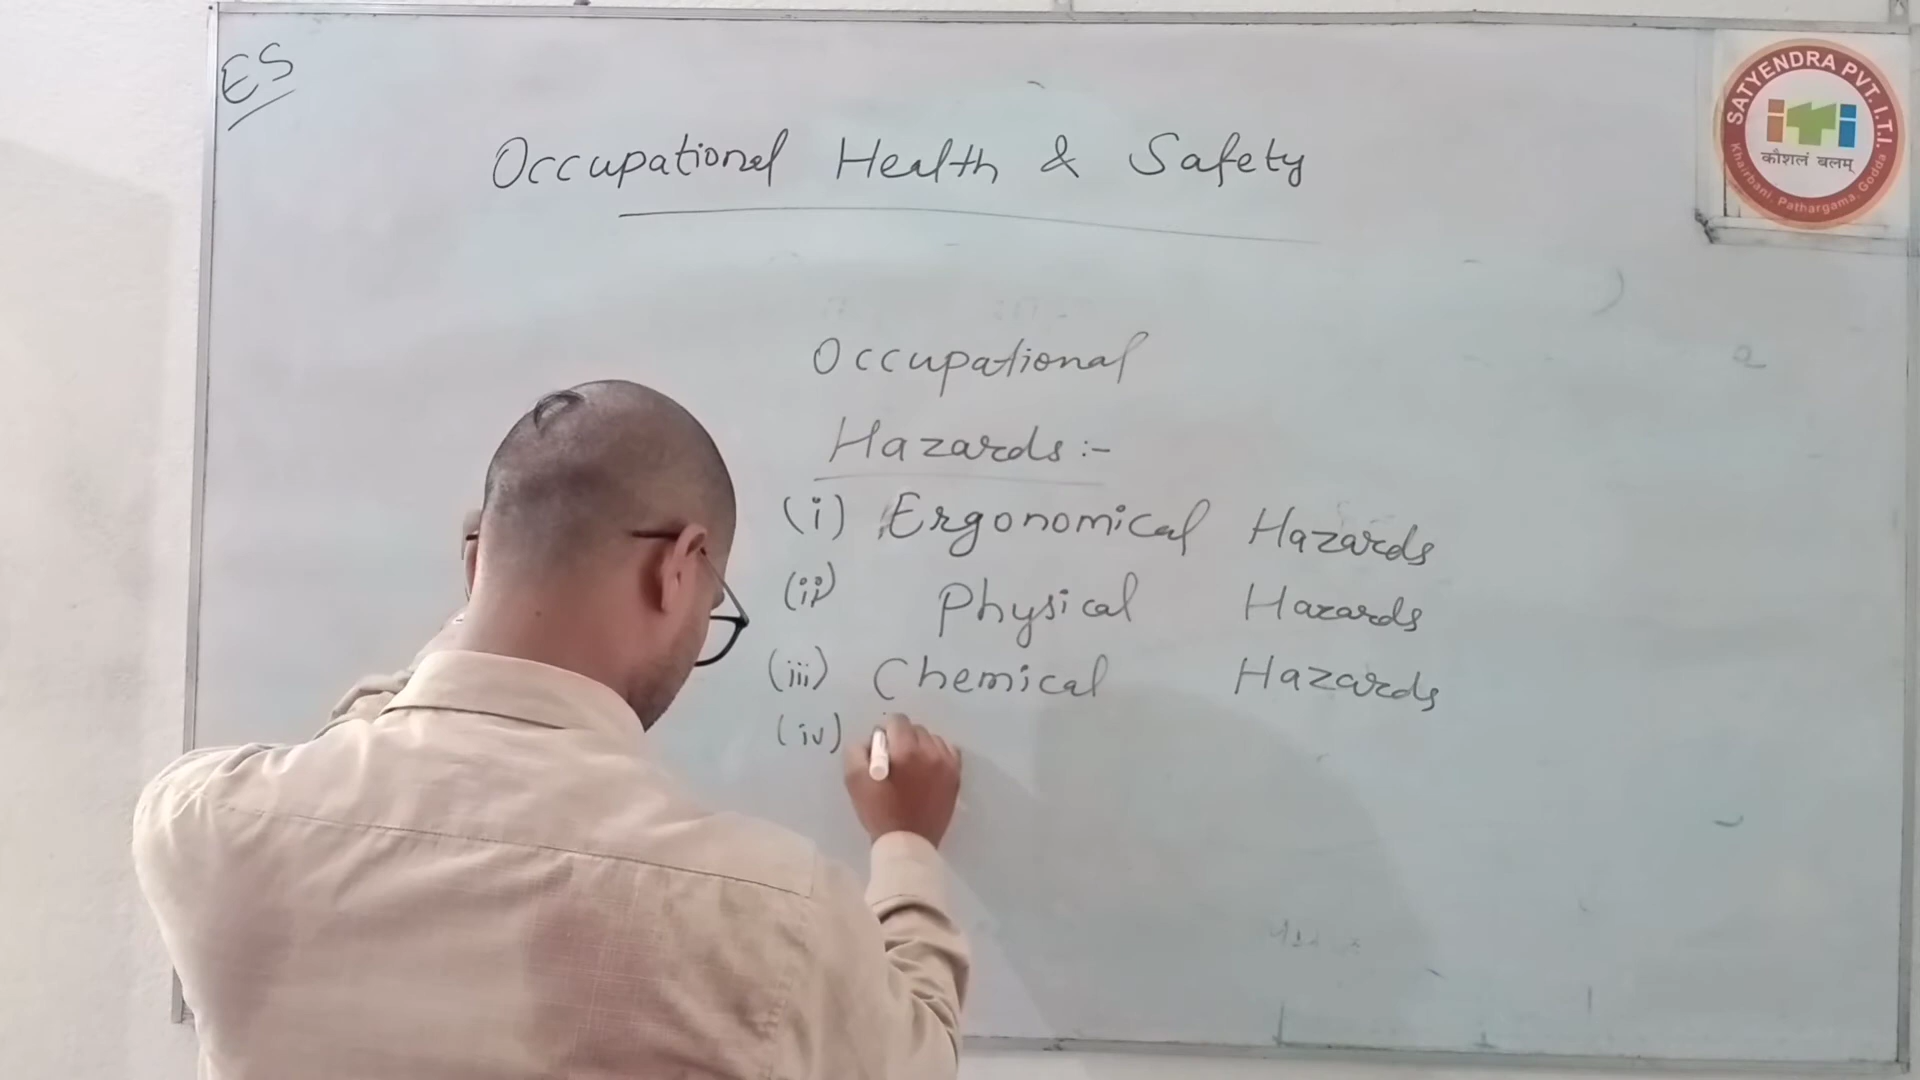 ES
Occupational Health & Safety
SATYENDRA PVT. I.T.I.
iTi
कौशलं बलम्
Khairbani, Pathargama, Godda
Occupational
Hazards :-
(i) Ergonomical Hazards
(ii) Physical Hazards
(iii) Chemical Hazards
(iv)